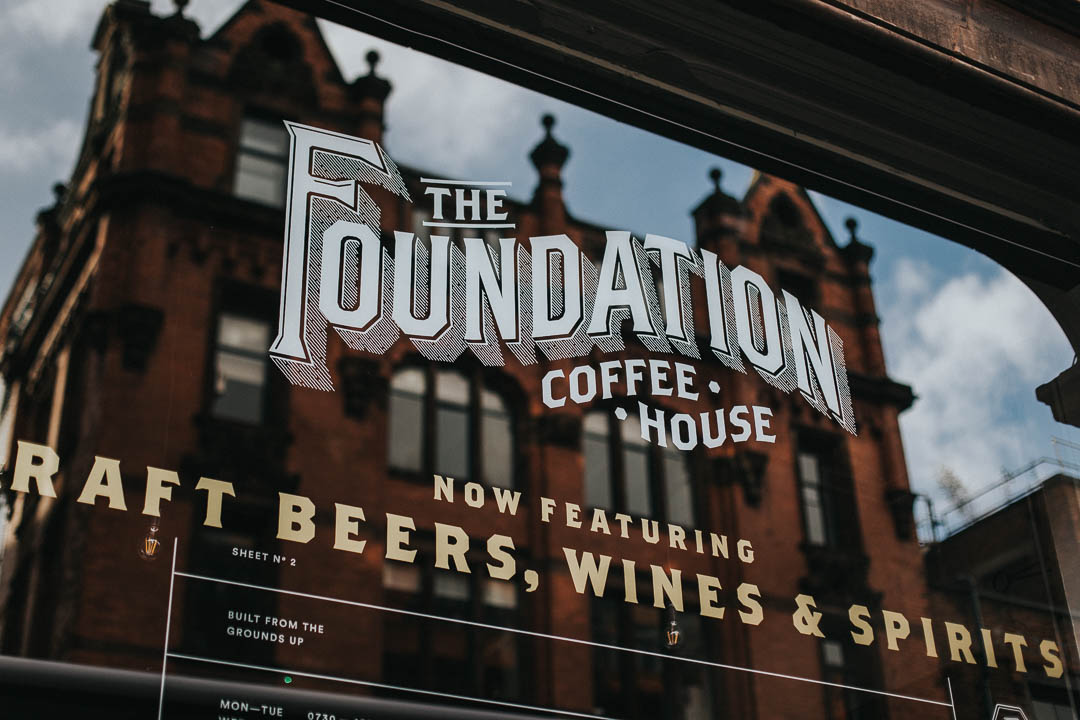 THE
FOUNDATION
COFFEE ·
· HOUSE
NOW FEATURING
RAFT BEERS, WINES & SPIRITS
SHEET Nº 2
BUILT FROM THE
GROUNDS UP
MON—TUE 0730